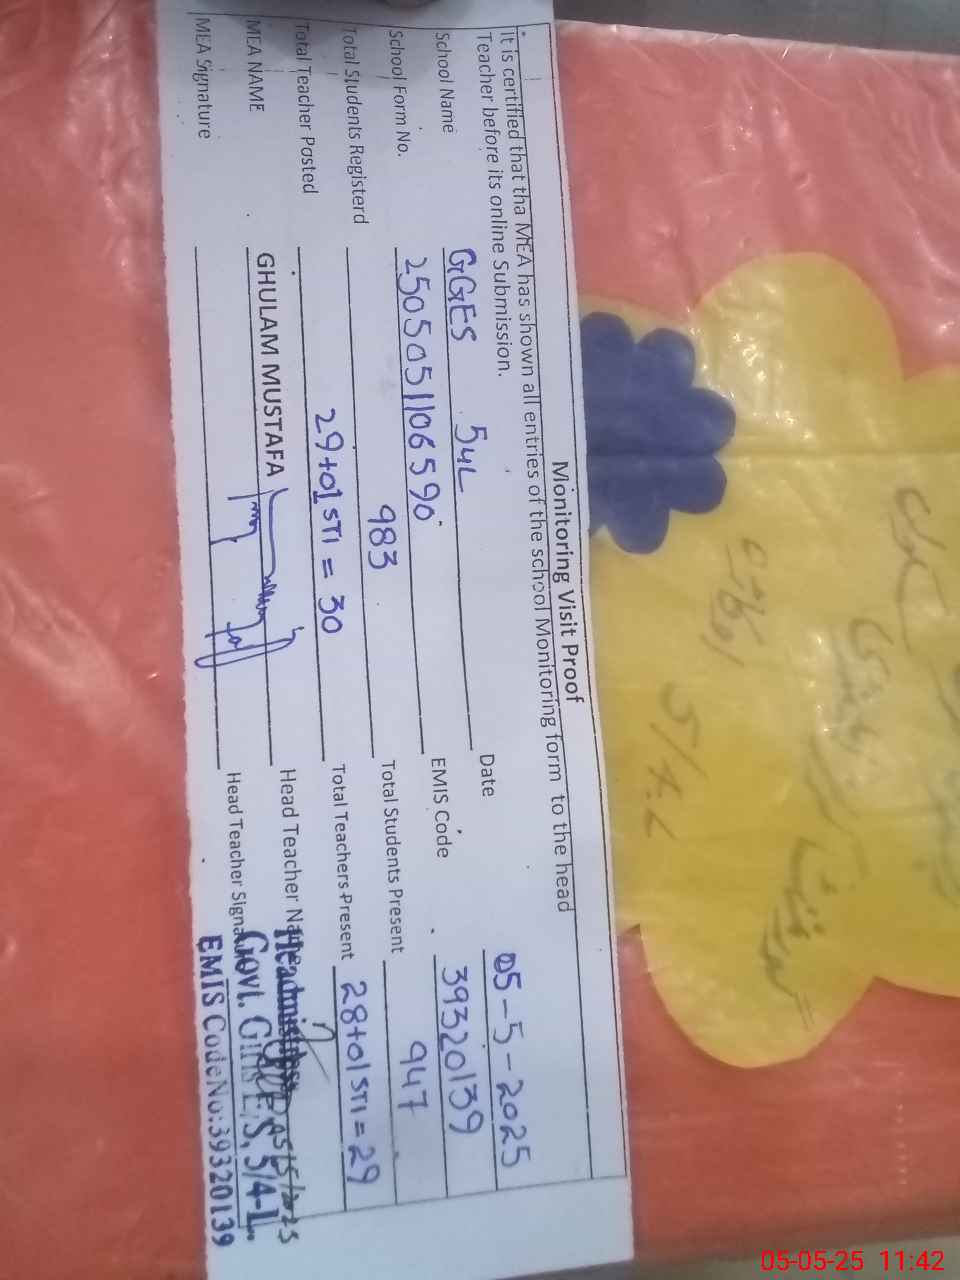 Monitoring Visit Proof
it is certified that tha MEA has shown all entries of the school Monitoring form to the head
Teacher before its online Submission.
School Name GGES 54L Date 05-5-2025
School Form No. 2505051106590 EMIS Code 39320139
Total Students Registerd 983 Total Students Present 947
Total Teacher Posted 29+01 STI = 30 Total Teachers Present 28+01 STI = 29
MEA NAME GHULAM MUSTAFA Head Teacher Name
MEA Signature Head Teacher Signature
Headmistress 05/5/2025
Govt. Girls E/S, 5/4-L.
EMIS Code No:39320139
5/4.L
05-05-25 11:42